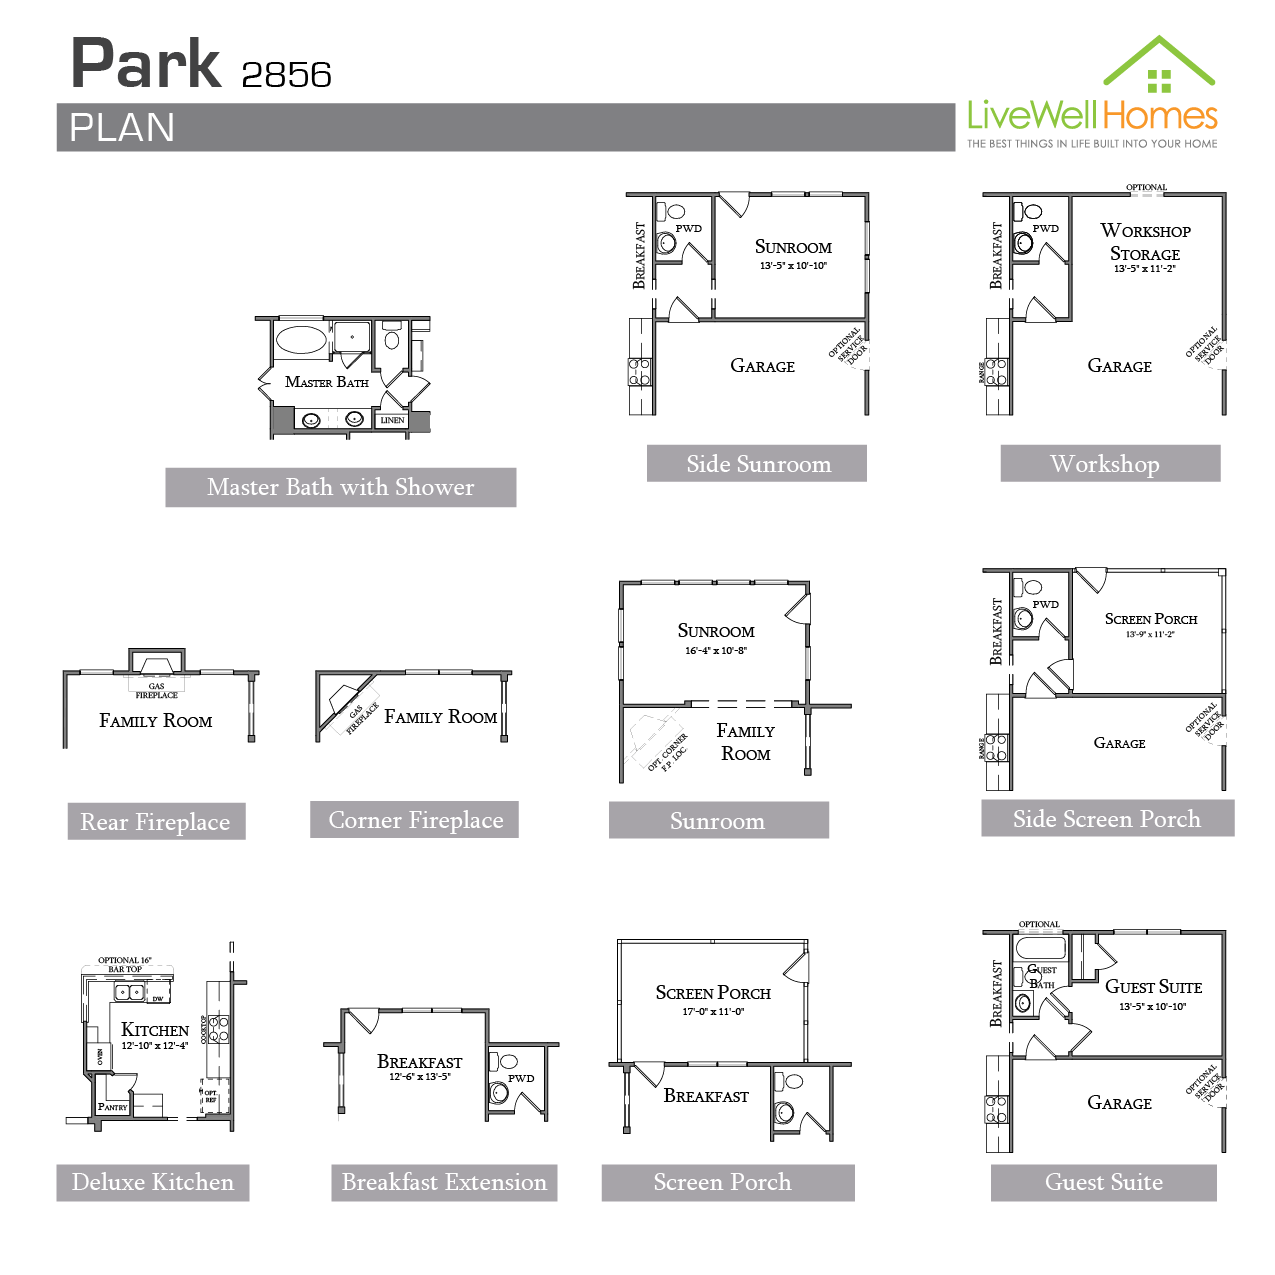 Park 2856
PLAN
LiveWell Homes
THE BEST THINGS IN LIFE BUILT INTO YOUR HOME
MASTER BATH
LINEN
Master Bath with Shower
BREAKFAST
PWD
SUNROOM
13'-5" x 10'-10"
GARAGE
OPTIONAL
SERVICE
DOOR
Side Sunroom
OPTIONAL
BREAKFAST
PWD
WORKSHOP
STORAGE
13'-5" x 11'-2"
RANGE
GARAGE
OPTIONAL
SERVICE
DOOR
Workshop
GAS
FIREPLACE
FAMILY ROOM
Rear Fireplace
GAS
FIREPLACE
FAMILY ROOM
Corner Fireplace
SUNROOM
16'-4" x 10'-8"
OPT CORNER
F.P. LOC.
FAMILY
ROOM
Sunroom
BREAKFAST
PWD
SCREEN PORCH
13'-9" x 11'-2"
RANGE
GARAGE
OPTIONAL
SERVICE
DOOR
Side Screen Porch
OPTIONAL 16"
BAR TOP
DW
KITCHEN
12'-10" x 12'-4"
COOKTOP
OVEN
PANTRY
OPT.
REF
Deluxe Kitchen
BREAKFAST
12'-6" x 13'-5"
PWD
Breakfast Extension
SCREEN PORCH
17'-0" x 11'-0"
BREAKFAST
Screen Porch
OPTIONAL
BREAKFAST
GUEST
BATH
GUEST SUITE
13'-5" x 10'-10"
GARAGE
OPTIONAL
SERVICE
DOOR
Guest Suite